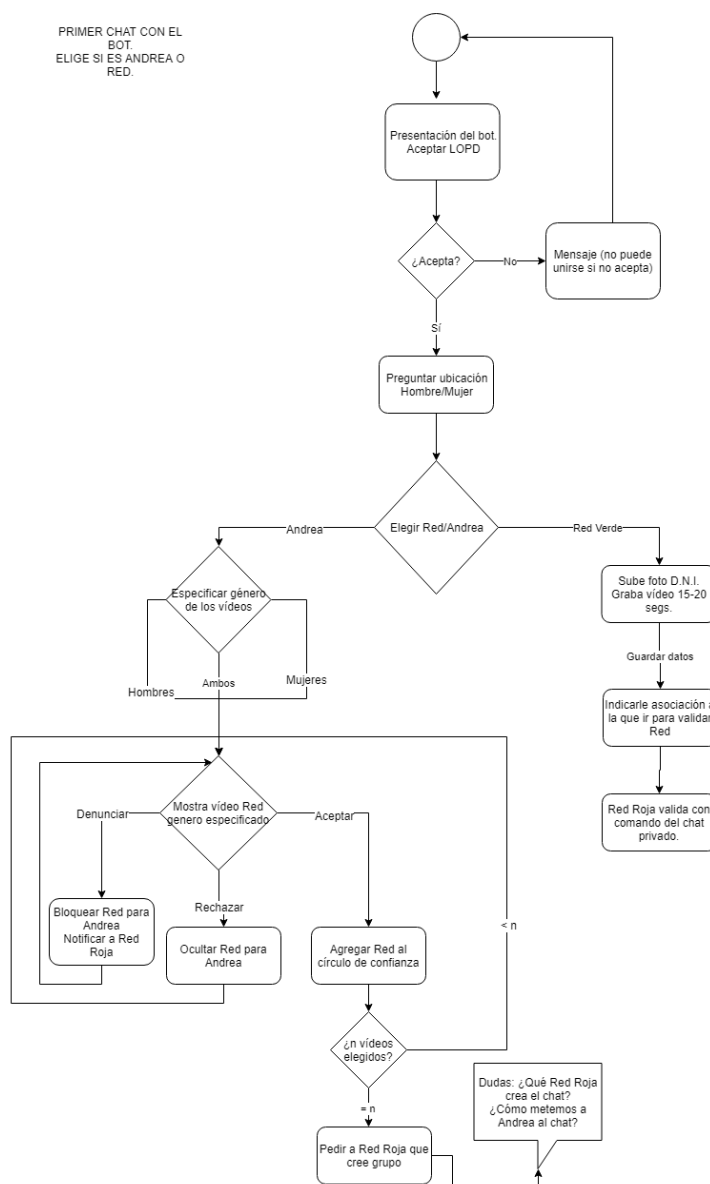 PRIMER CHAT CON EL
BOT.
ELIGE SI ES ANDREA O
RED.
Presentación del bot.
Aceptar LOPD
¿Acepta?
No
Mensaje (no puede
unirse si no acepta)
Sí
Preguntar ubicación
Hombre/Mujer
Elegir Red/Andrea
Andrea
Red Verde
Especificar género
de los vídeos
Hombres
Ambos
Mujeres
Sube foto D.N.I.
Graba vídeo 15-20
segs.
Guardar datos
Indicarle asociación a
la que ir para validar
Red
Red Roja valida con
comando del chat
privado.
Mostra vídeo Red
genero especificado
Denunciar
Aceptar
Rechazar
Bloquear Red para
Andrea
Notificar a Red
Roja
Ocultar Red para
Andrea
Agregar Red al
círculo de confianza
< n
¿n vídeos
elegidos?
= n
Pedir a Red Roja que
cree grupo
Dudas: ¿Qué Red Roja
crea el chat?
¿Cómo metemos a
Andrea al chat?